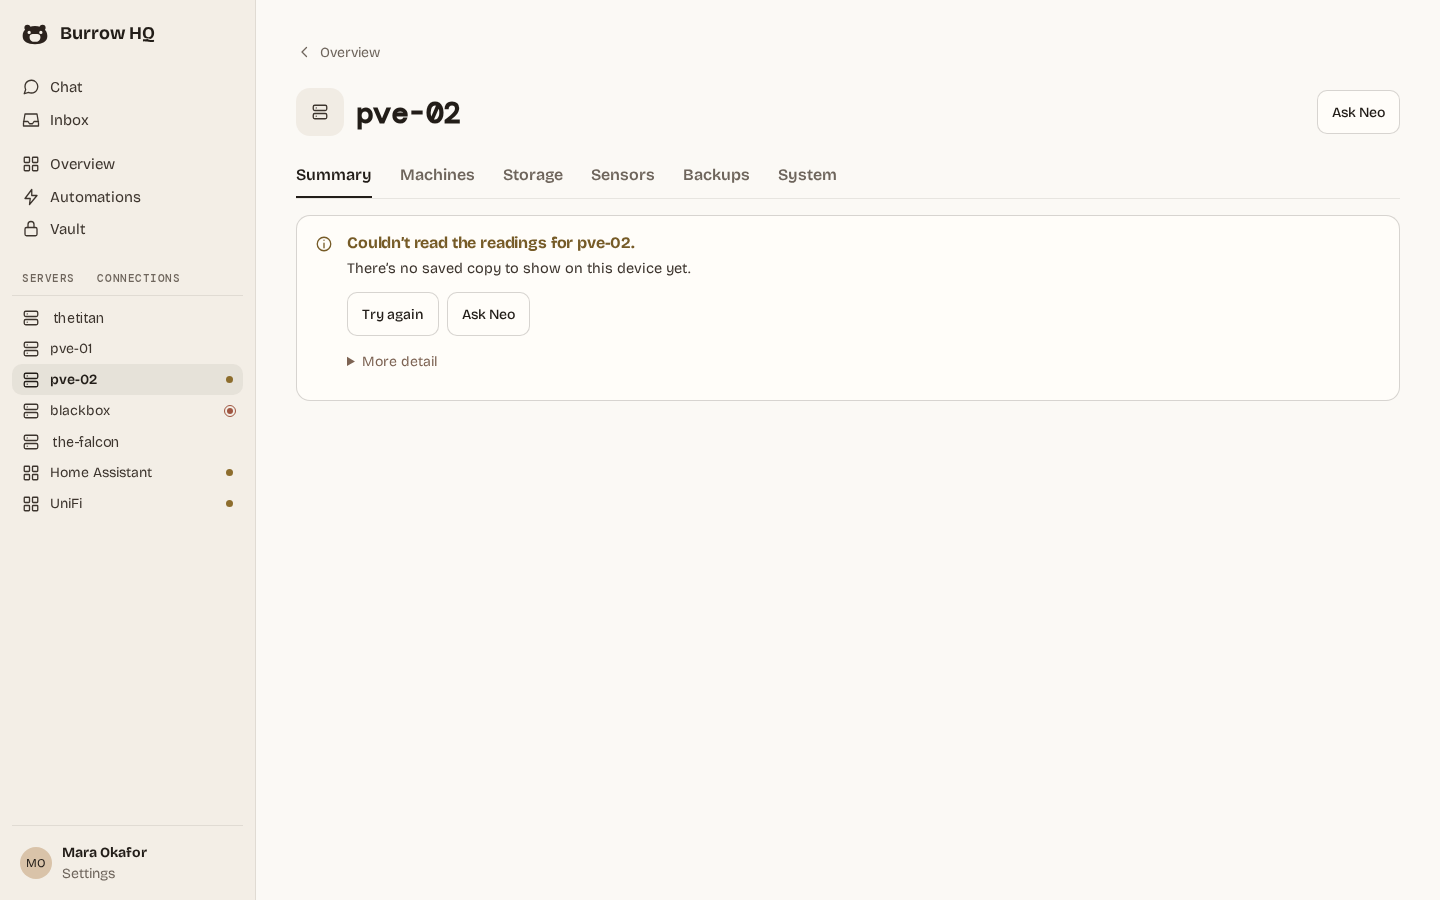 Burrow HQ
Chat
Inbox
Overview
Automations
Vault
SERVERS CONNECTIONS
thetitan
pve-01
pve-02
blackbox
the-falcon
Home Assistant
UniFi
MO
Mara Okafor
Settings
Overview
pve-02
Ask Neo
Summary Machines Storage Sensors Backups System
Couldn't read the readings for pve-02.
There's no saved copy to show on this device yet.
Try again Ask Neo
More detail